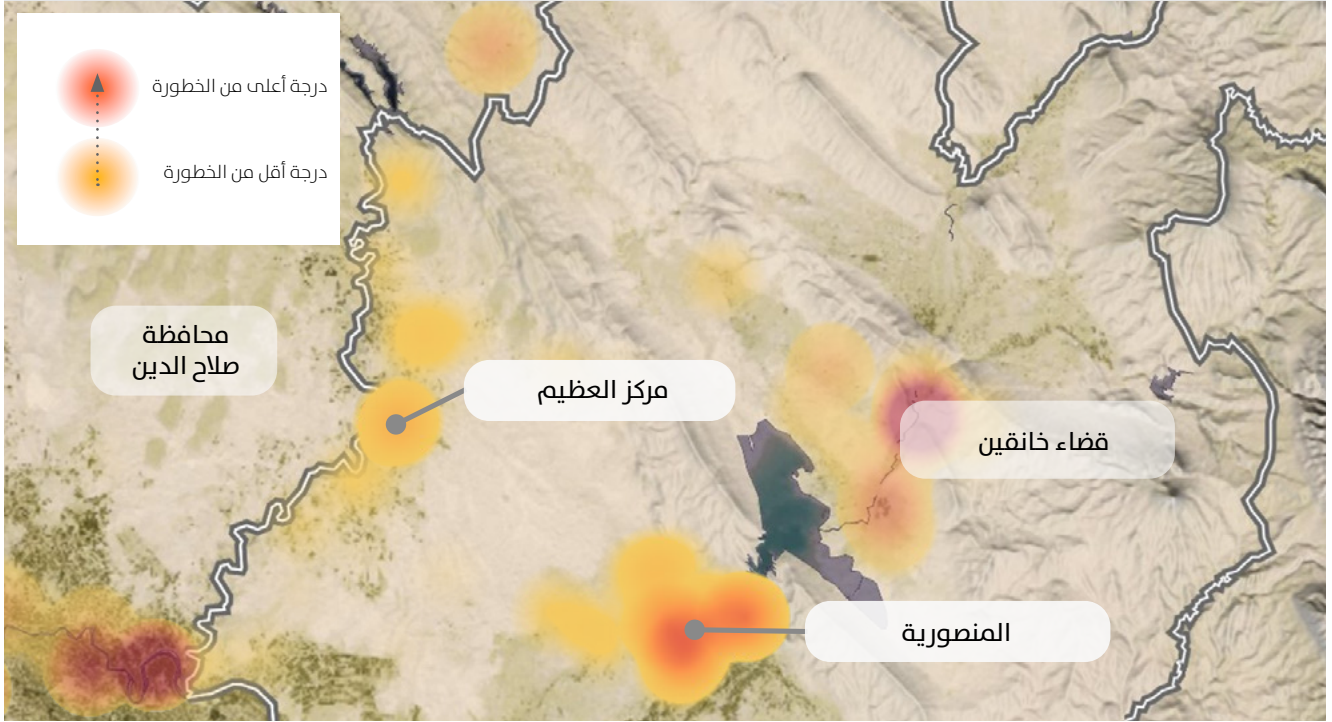 درجة أعلى من الخطورة
درجة أقل من الخطورة
محافظة
صلاح الدين
مركز العظيم
قضاء خانقين
المنصورية